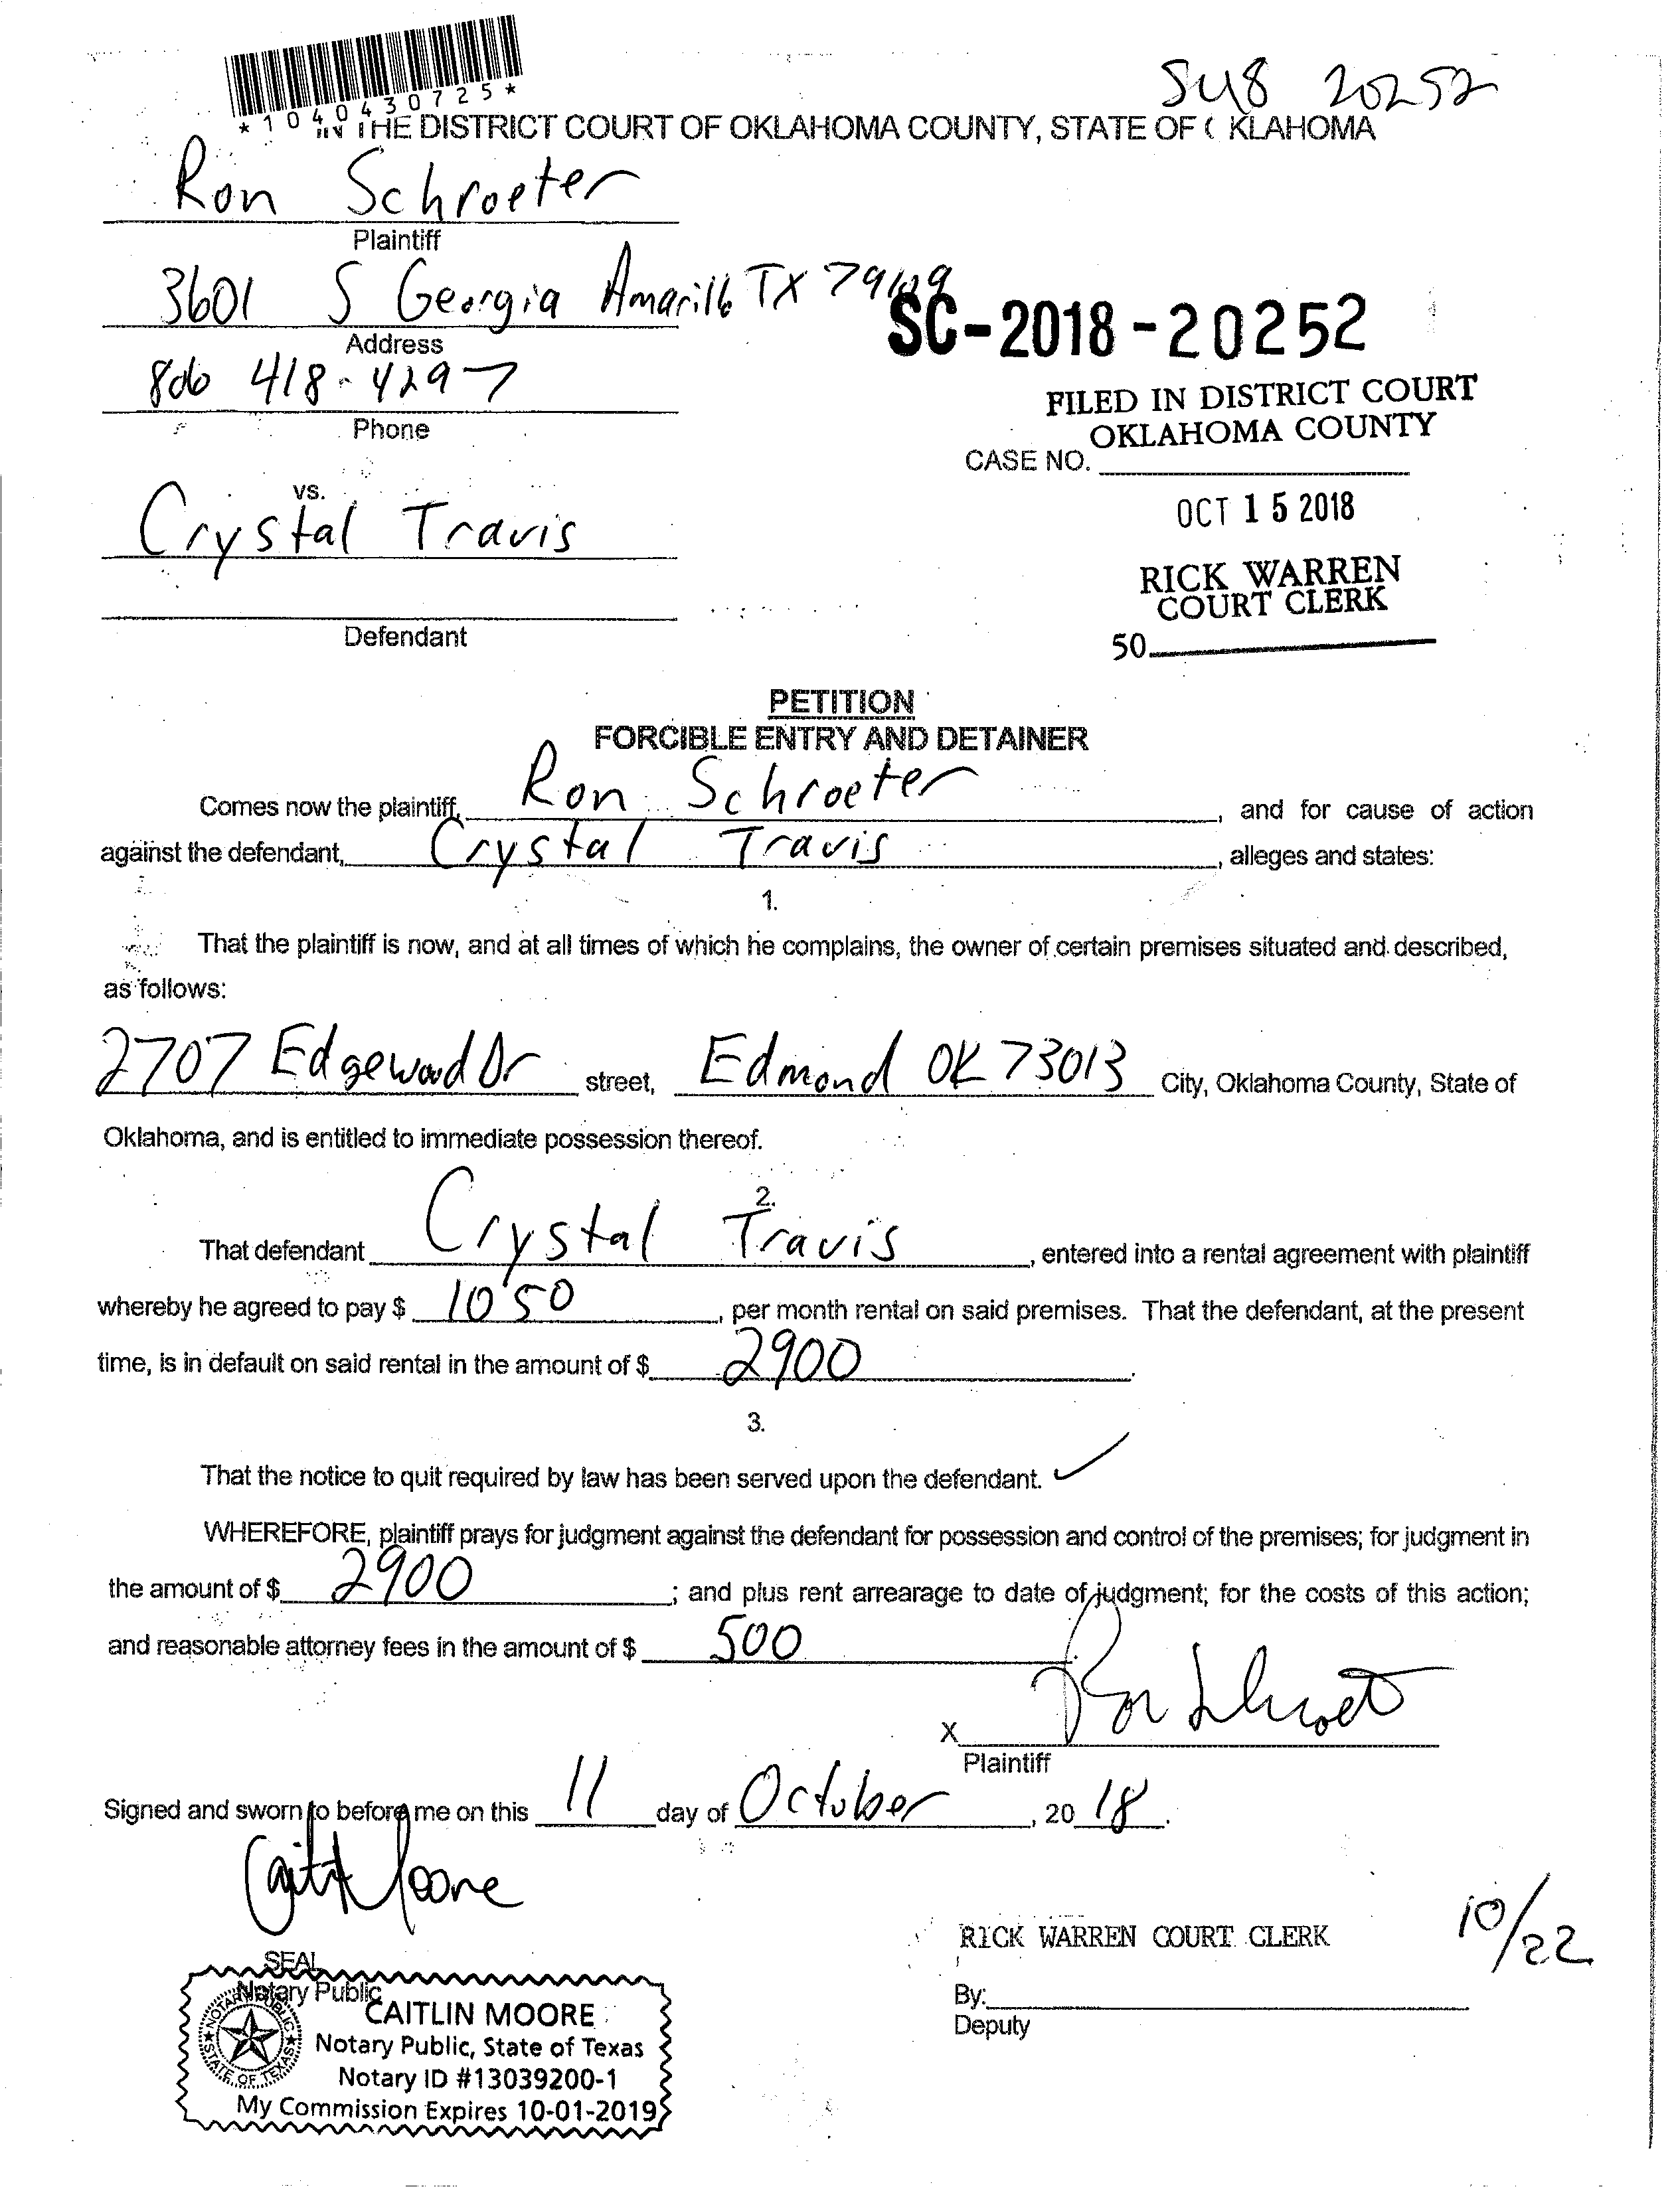 SC18 20252
*1040430725*
IN THE DISTRICT COURT OF OKLAHOMA COUNTY, STATE OF ( KLAHOMA
Ron Schroeter
Plaintiff
3601 S Georgia Amarillo TX 79109
Address
SC-2018-20252
806 418-4297
Phone
FILED IN DISTRICT COURT
OKLAHOMA COUNTY
CASE NO.
vs.
Crystal Travis
OCT 15 2018
RICK WARREN
COURT CLERK
Defendant
50
PETITION
FORCIBLE ENTRY AND DETAINER
Comes now the plaintiff, Ron Schroeter, and for cause of action
against the defendant, Crystal Travis, alleges and states:
1.
That the plaintiff is now, and at all times of which he complains, the owner of certain premises situated and described,
as follows:
2707 Edgewood Dr street, Edmond OK 73013 City, Oklahoma County, State of
Oklahoma, and is entitled to immediate possession thereof.
2.
That defendant Crystal Travis, entered into a rental agreement with plaintiff
whereby he agreed to pay $ 1050, per month rental on said premises. That the defendant, at the present
time, is in default on said rental in the amount of $ 2900.
3.
That the notice to quit required by law has been served upon the defendant. ✓
WHEREFORE, plaintiff prays for judgment against the defendant for possession and control of the premises; for judgment in
the amount of $ 2900; and plus rent arrearage to date of judgment; for the costs of this action;
and reasonable attorney fees in the amount of $ 500.
X Ron Schroeter
Plaintiff
Signed and sworn to before me on this 11 day of October, 20 18.
Caitlin Moore
RICK WARREN COURT CLERK
10/22
SEAL
Notary Public
By:
Deputy
CAITLIN MOORE
Notary Public, State of Texas
Notary ID #13039200-1
My Commission Expires 10-01-2019
NOTARY PUBLIC
STATE OF TEXAS